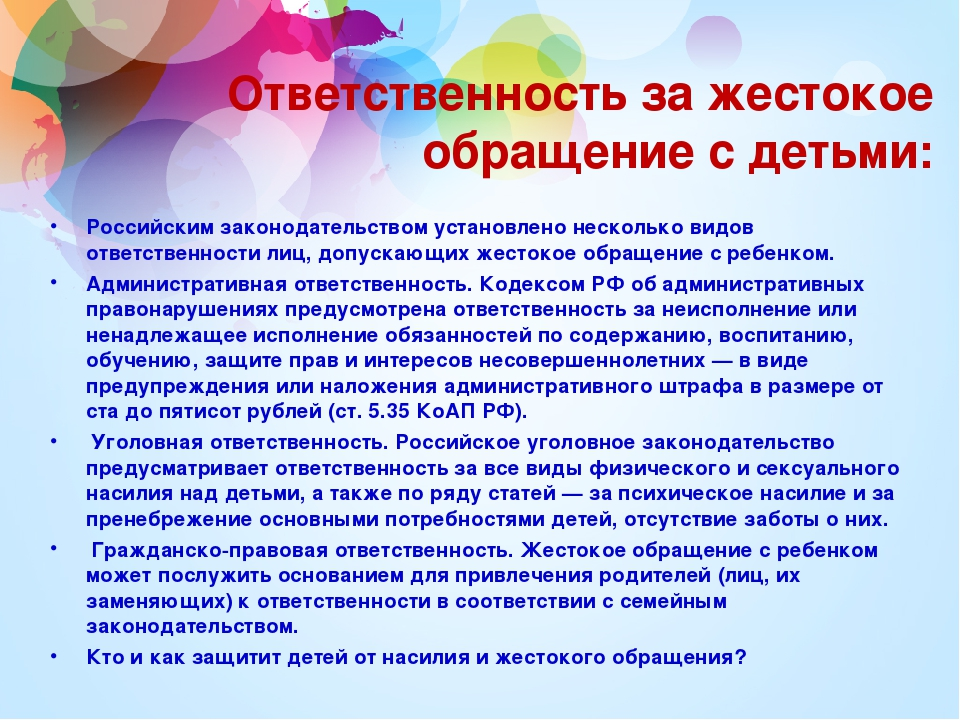 Ответственность за жестокое
обращение с детьми:
• Российским законодательством установлено несколько видов
ответственности лиц, допускающих жестокое обращение с ребенком.
• Административная ответственность. Кодексом РФ об административных
правонарушениях предусмотрена ответственность за неисполнение или
ненадлежащее исполнение обязанностей по содержанию, воспитанию,
обучению, защите прав и интересов несовершеннолетних — в виде
предупреждения или наложения административного штрафа в размере от
ста до пятисот рублей (ст. 5.35 КоАП РФ).
• Уголовная ответственность. Российское уголовное законодательство
предусматривает ответственность за все виды физического и сексуального
насилия над детьми, а также по ряду статей — за психическое насилие и за
пренебрежение основными потребностями детей, отсутствие заботы о них.
• Гражданско-правовая ответственность. Жестокое обращение с ребенком
может послужить основанием для привлечения родителей (лиц, их
заменяющих) к ответственности в соответствии с семейным
законодательством.
• Кто и как защитит детей от насилия и жестокого обращения?